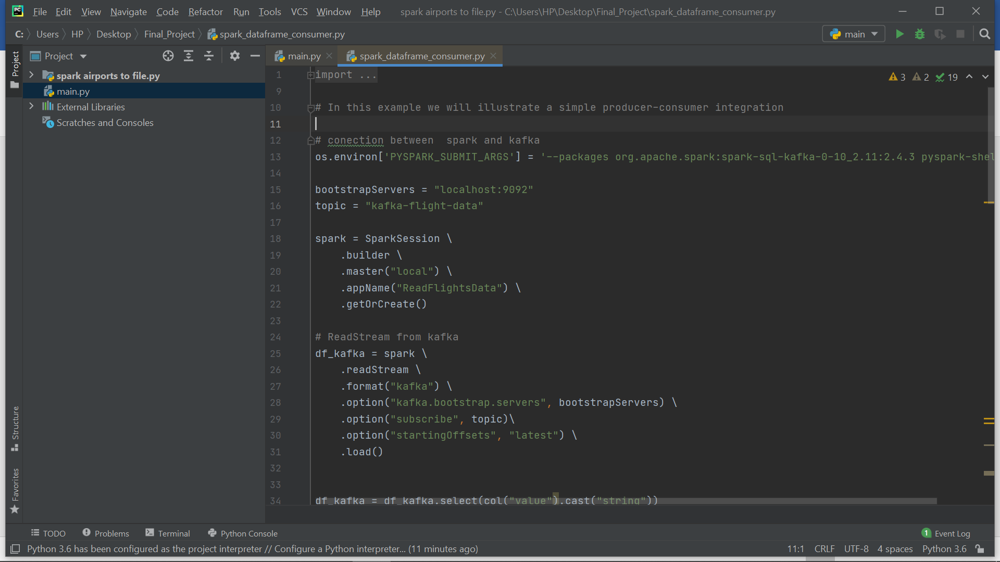 PC File Edit View Navigate Code Refactor Run Tools VCS Window Help spark airports to file.py - C:\Users\HP\Desktop\Final_Project\spark_dataframe_consumer.py
C: Users HP Desktop Final_Project spark_dataframe_consumer.py main
Project
Project main.py spark_dataframe_consumer.py
spark airports to file.py
main.py
External Libraries
Scratches and Consoles
3 2 19
1 import ...
9
10 # In this example we will illustrate a simple producer-consumer integration
11
12 # conection between  spark and kafka
13 os.environ['PYSPARK_SUBMIT_ARGS'] = '--packages org.apache.spark:spark-sql-kafka-0-10_2.11:2.4.3 pyspark-shel
14
15 bootstrapServers = "localhost:9092"
16 topic = "kafka-flight-data"
17
18 spark = SparkSession \
19     .builder \
20     .master("local") \
21     .appName("ReadFlightsData") \
22     .getOrCreate()
23
24 # ReadStream from kafka
25 df_kafka = spark \
26     .readStream \
27     .format("kafka") \
28     .option("kafka.bootstrap.servers", bootstrapServers) \
29     .option("subscribe", topic)\
30     .option("startingOffsets", "latest") \
31     .load()
32
33
34 df_kafka = df_kafka.select(col("value").cast("string"))
Structure
Favorites
TODO Problems Terminal Python Console 1 Event Log
Python 3.6 has been configured as the project interpreter // Configure a Python interpreter... (11 minutes ago) 11:1 CRLF UTF-8 4 spaces Python 3.6